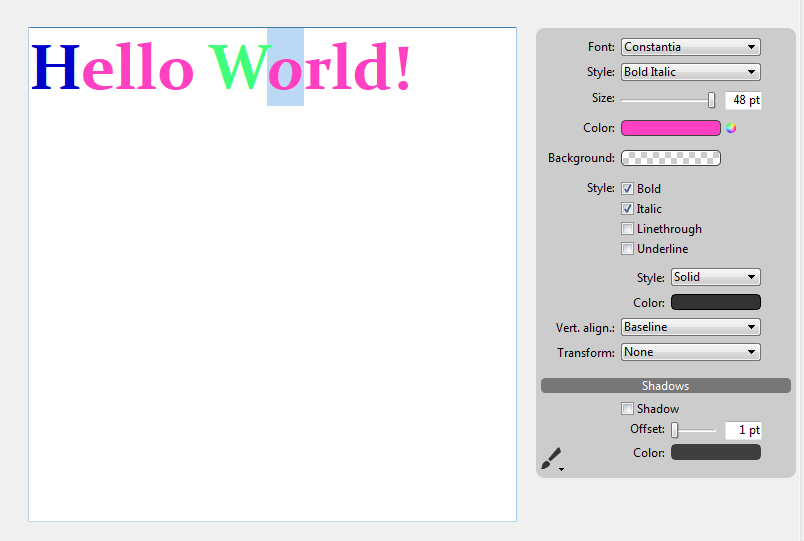 Hello World!
Font: Constantia
Style: Bold Italic
Size: 48 pt
Color:
Background:
Style: Bold
Italic
Linethrough
Underline
Style: Solid
Color:
Vert. align.: Baseline
Transform: None
Shadows
Shadow
Offset: 1 pt
Color: